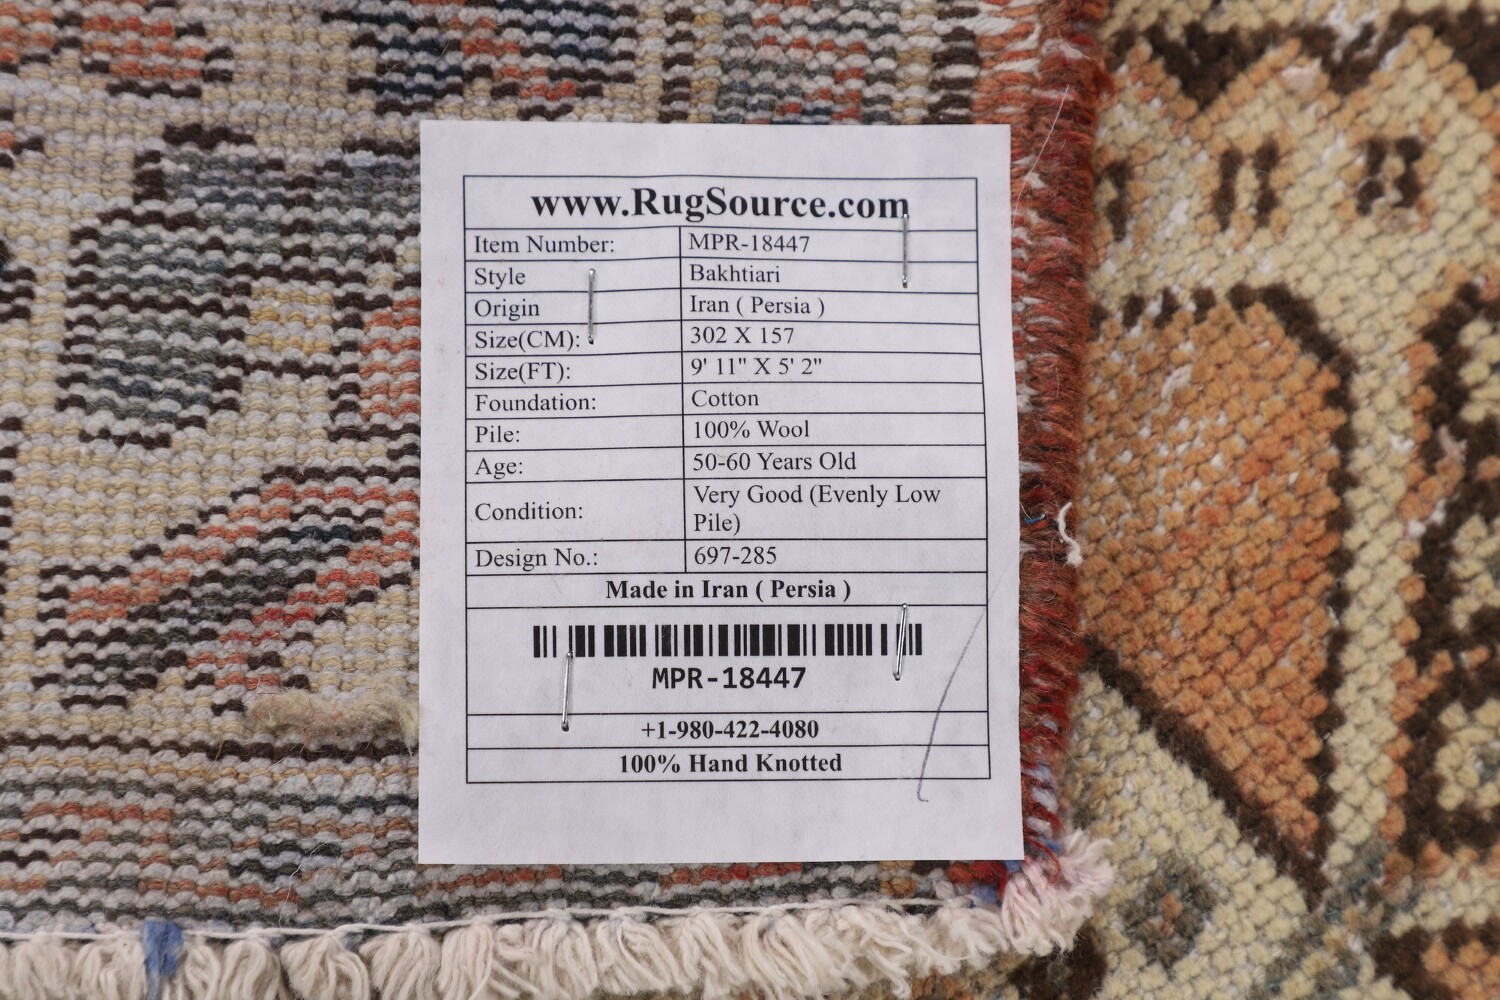 www.RugSource.com
Item Number: MPR-18447
Style Bakhtiari
Origin Iran ( Persia )
Size(CM): 302 X 157
Size(FT): 9' 11" X 5' 2"
Foundation: Cotton
Pile: 100% Wool
Age: 50-60 Years Old
Condition: Very Good (Evenly Low
Pile)
Design No.: 697-285
Made in Iran ( Persia )
MPR-18447
+1-980-422-4080
100% Hand Knotted